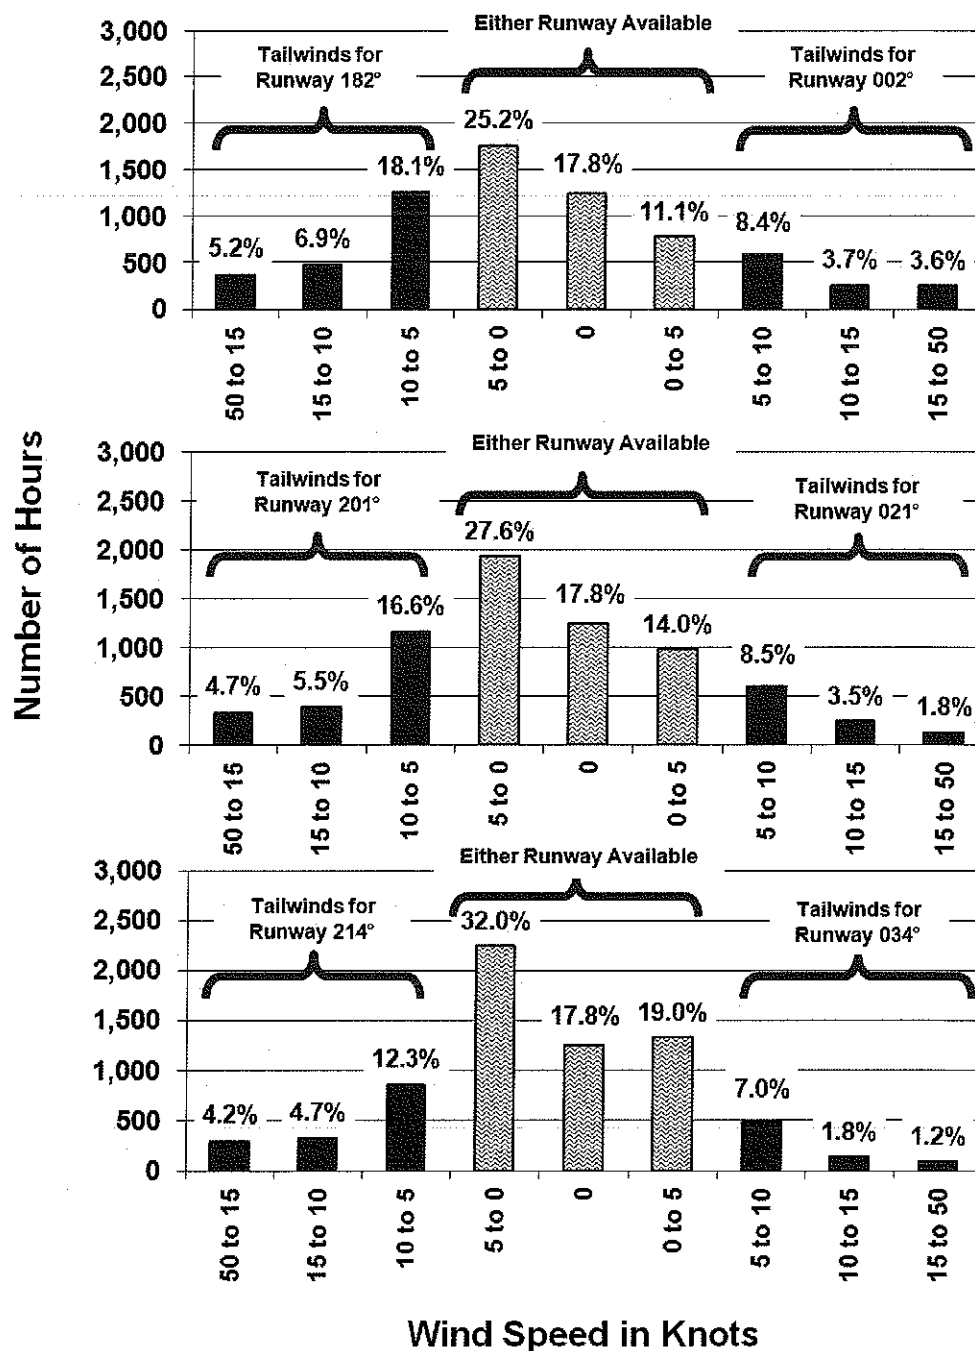 Number of Hours
Either Runway Available
3,000
2,500
2,000
1,500
1,000
500
0
Tailwinds for
Runway 182°
Tailwinds for
Runway 002°
5.2%
6.9%
18.1%
25.2%
17.8%
11.1%
8.4%
3.7%
3.6%
50 to 15
15 to 10
10 to 5
5 to 0
0
0 to 5
5 to 10
10 to 15
15 to 50
Either Runway Available
3,000
2,500
2,000
1,500
1,000
500
0
Tailwinds for
Runway 201°
Tailwinds for
Runway 021°
4.7%
5.5%
16.6%
27.6%
17.8%
14.0%
8.5%
3.5%
1.8%
50 to 15
15 to 10
10 to 5
5 to 0
0
0 to 5
5 to 10
10 to 15
15 to 50
Either Runway Available
3,000
2,500
2,000
1,500
1,000
500
0
Tailwinds for
Runway 214°
Tailwinds for
Runway 034°
4.2%
4.7%
12.3%
32.0%
17.8%
19.0%
7.0%
1.8%
1.2%
50 to 15
15 to 10
10 to 5
5 to 0
0
0 to 5
5 to 10
10 to 15
15 to 50
Wind Speed in Knots